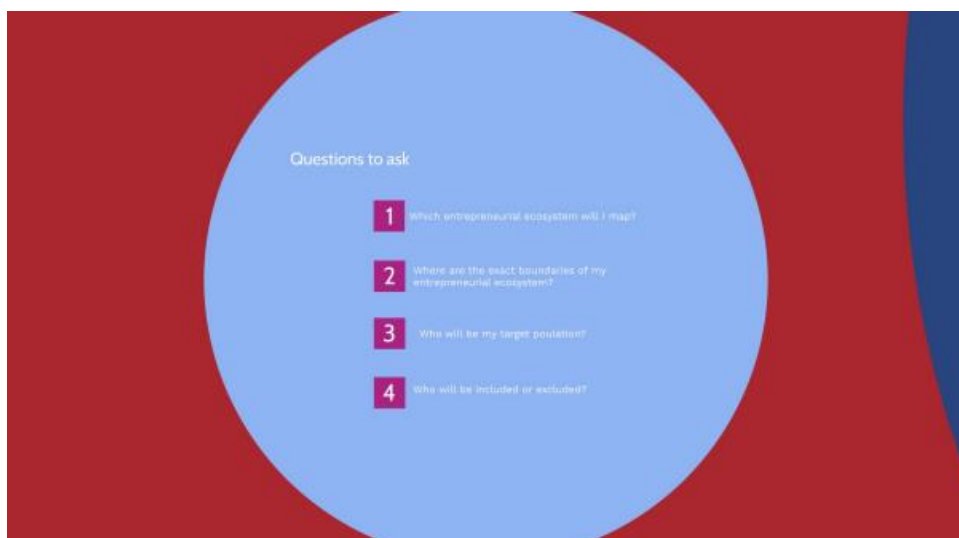 Questions to ask
1 Which entrepreneurial ecosystem will I map?
2 Where are the exact boundaries of my
entrepreneurial ecosystem?
3 Who will be my target poulation?
4 Who will be included or excluded?